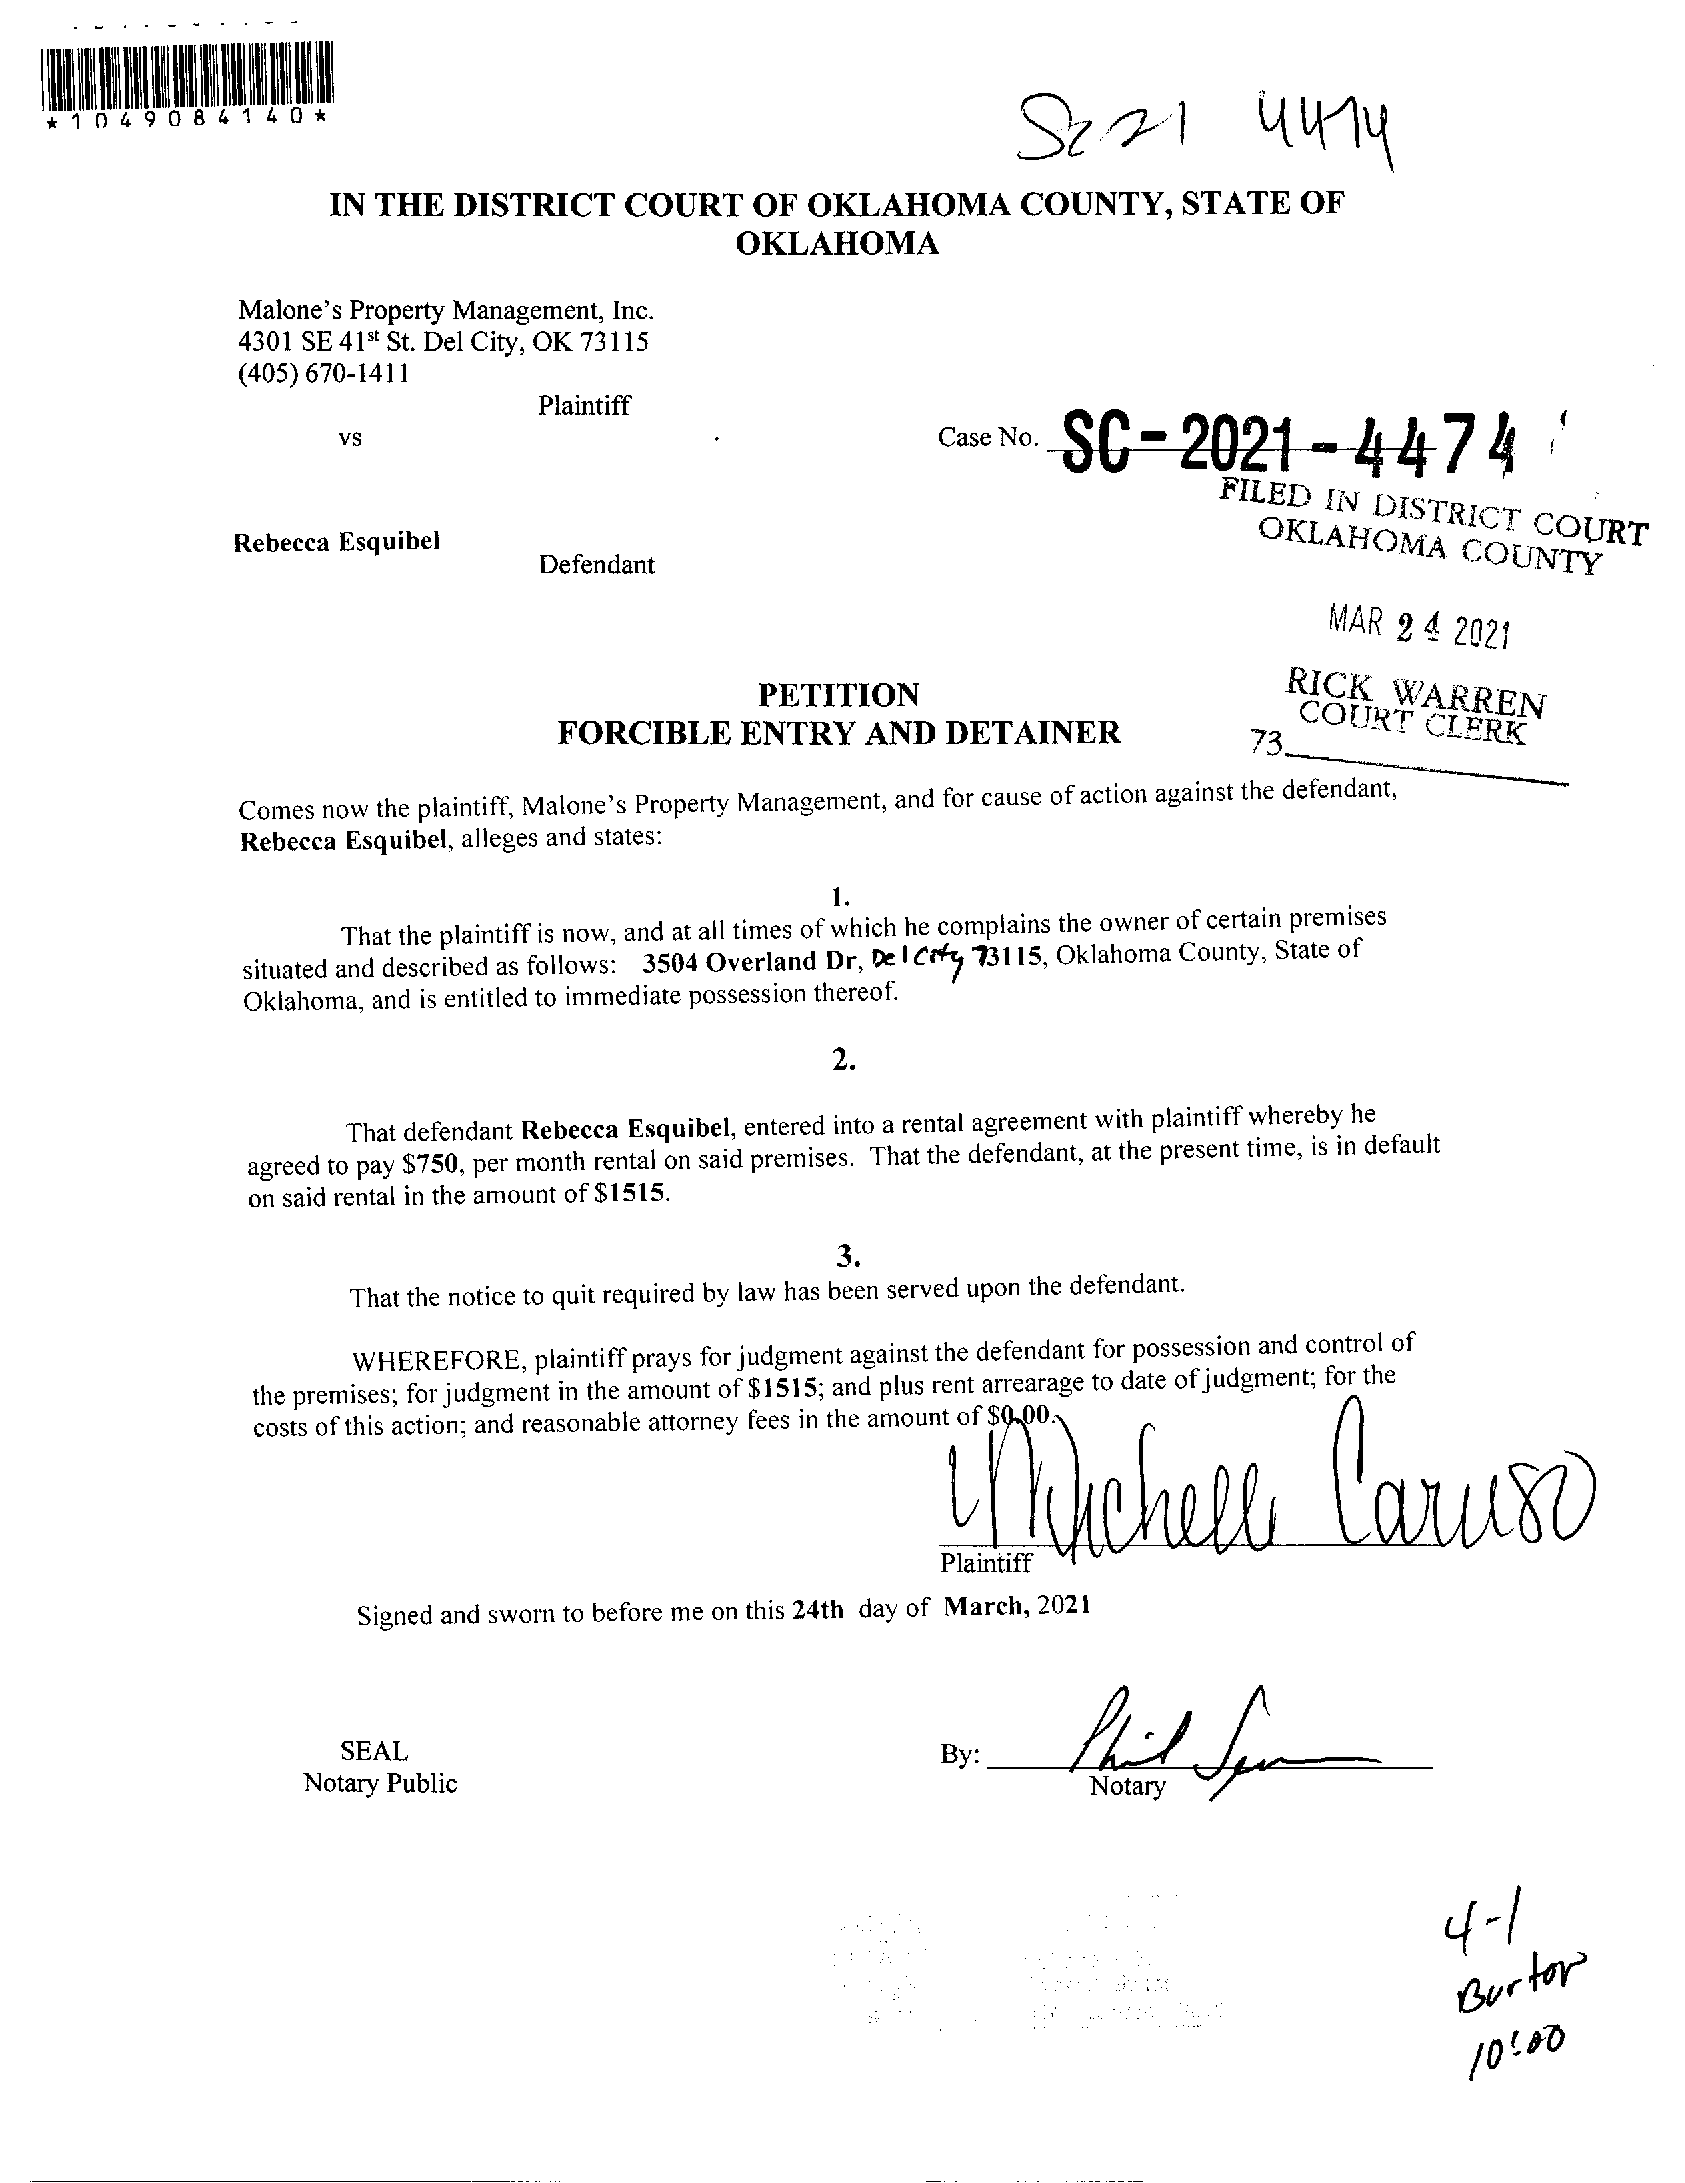 *1049084140*
SC 21 4474
IN THE DISTRICT COURT OF OKLAHOMA COUNTY, STATE OF
OKLAHOMA
Malone's Property Management, Inc.
4301 SE 41st St. Del City, OK 73115
(405) 670-1411
Plaintiff
vs
Case No. SC-2021-4474
FILED IN DISTRICT COURT
OKLAHOMA COUNTY
Rebecca Esquibel
Defendant
MAR 24 2021
RICK WARREN
COURT CLERK
73
PETITION
FORCIBLE ENTRY AND DETAINER
Comes now the plaintiff, Malone's Property Management, and for cause of action against the defendant,
Rebecca Esquibel, alleges and states:
1.
That the plaintiff is now, and at all times of which he complains the owner of certain premises
situated and described as follows: 3504 Overland Dr, Del City 73115, Oklahoma County, State of
Oklahoma, and is entitled to immediate possession thereof.
2.
That defendant Rebecca Esquibel, entered into a rental agreement with plaintiff whereby he
agreed to pay $750, per month rental on said premises. That the defendant, at the present time, is in default
on said rental in the amount of $1515.
3.
That the notice to quit required by law has been served upon the defendant.
WHEREFORE, plaintiff prays for judgment against the defendant for possession and control of
the premises; for judgment in the amount of $1515; and plus rent arrearage to date of judgment; for the
costs of this action; and reasonable attorney fees in the amount of $0.00.
Michelle Caruso
Plaintiff
Signed and sworn to before me on this 24th day of March, 2021
SEAL
Notary Public
By: Phil
Notary
4-1
Burton
10:00